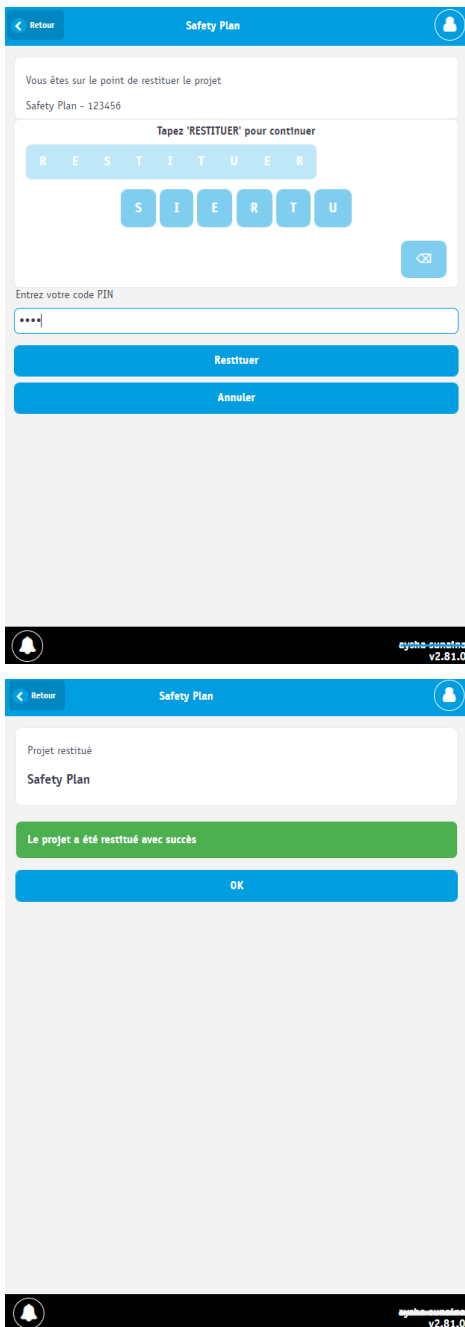 Retour
Safety Plan
Vous êtes sur le point de restituer le projet
Safety Plan - 123456
Tapez 'RESTITUER' pour continuer
R E S T I T U E R
S I E R T U
Entrez votre code PIN
Restituer
Annuler
v2.81.0
Retour
Safety Plan
Projet restitué
Safety Plan
Le projet a été restitué avec succès
OK
v2.81.0